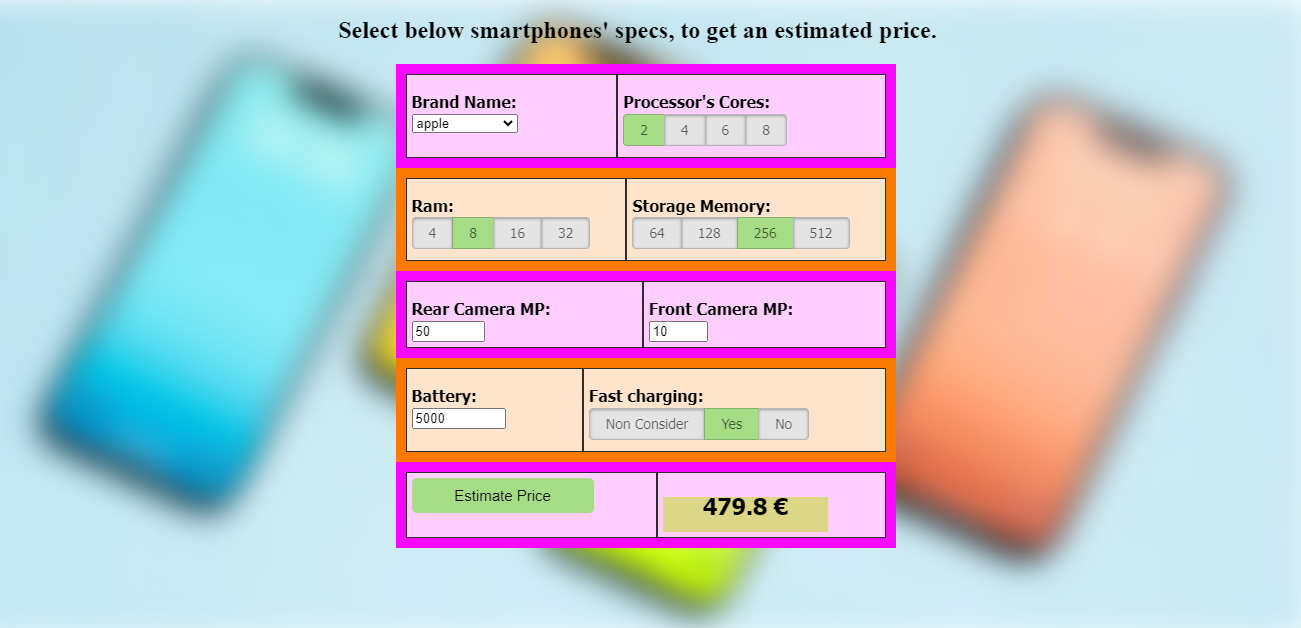 Select below smartphones' specs, to get an estimated price.
Brand Name: Processor's Cores:
apple 2 4 6 8
Ram: Storage Memory:
4 8 16 32 64 128 256 512
Rear Camera MP: Front Camera MP:
50 10
Battery: Fast charging:
5000 Non Consider Yes No
Estimate Price 479.8 €